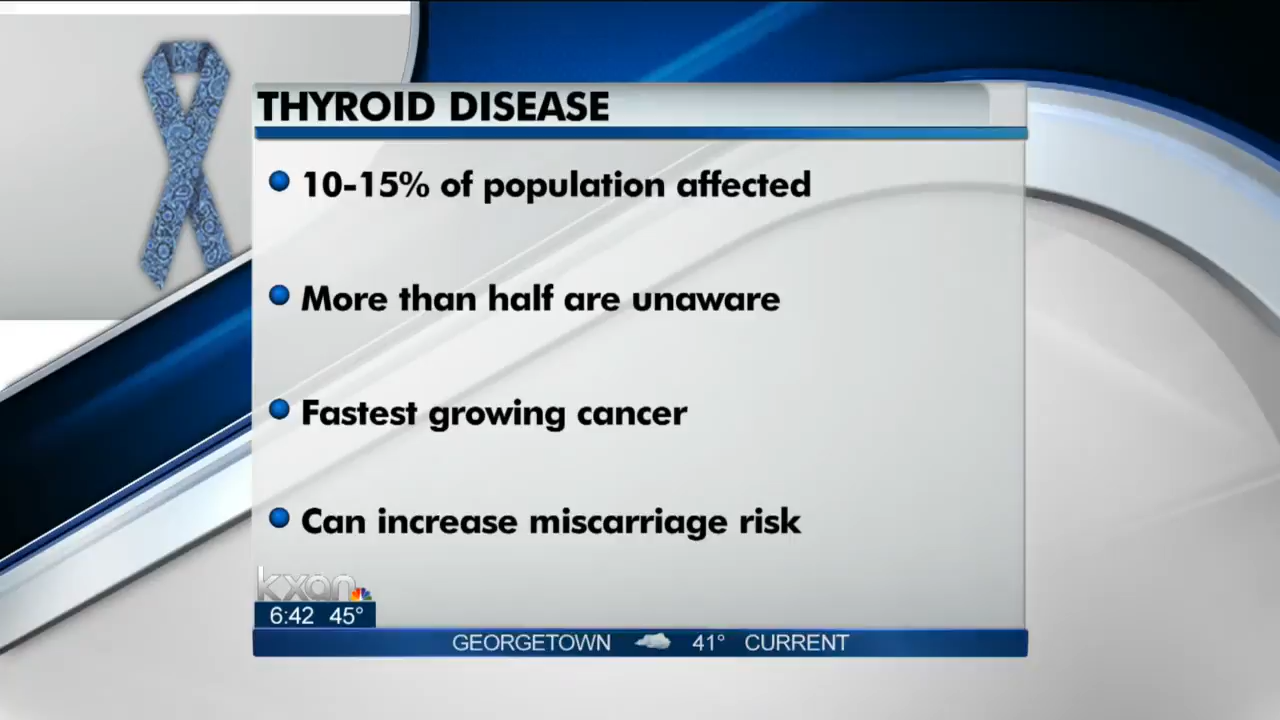 THYROID DISEASE
10-15% of population affected
More than half are unaware
Fastest growing cancer
Can increase miscarriage risk
kxan
6:42 45°
GEORGETOWN 41° CURRENT